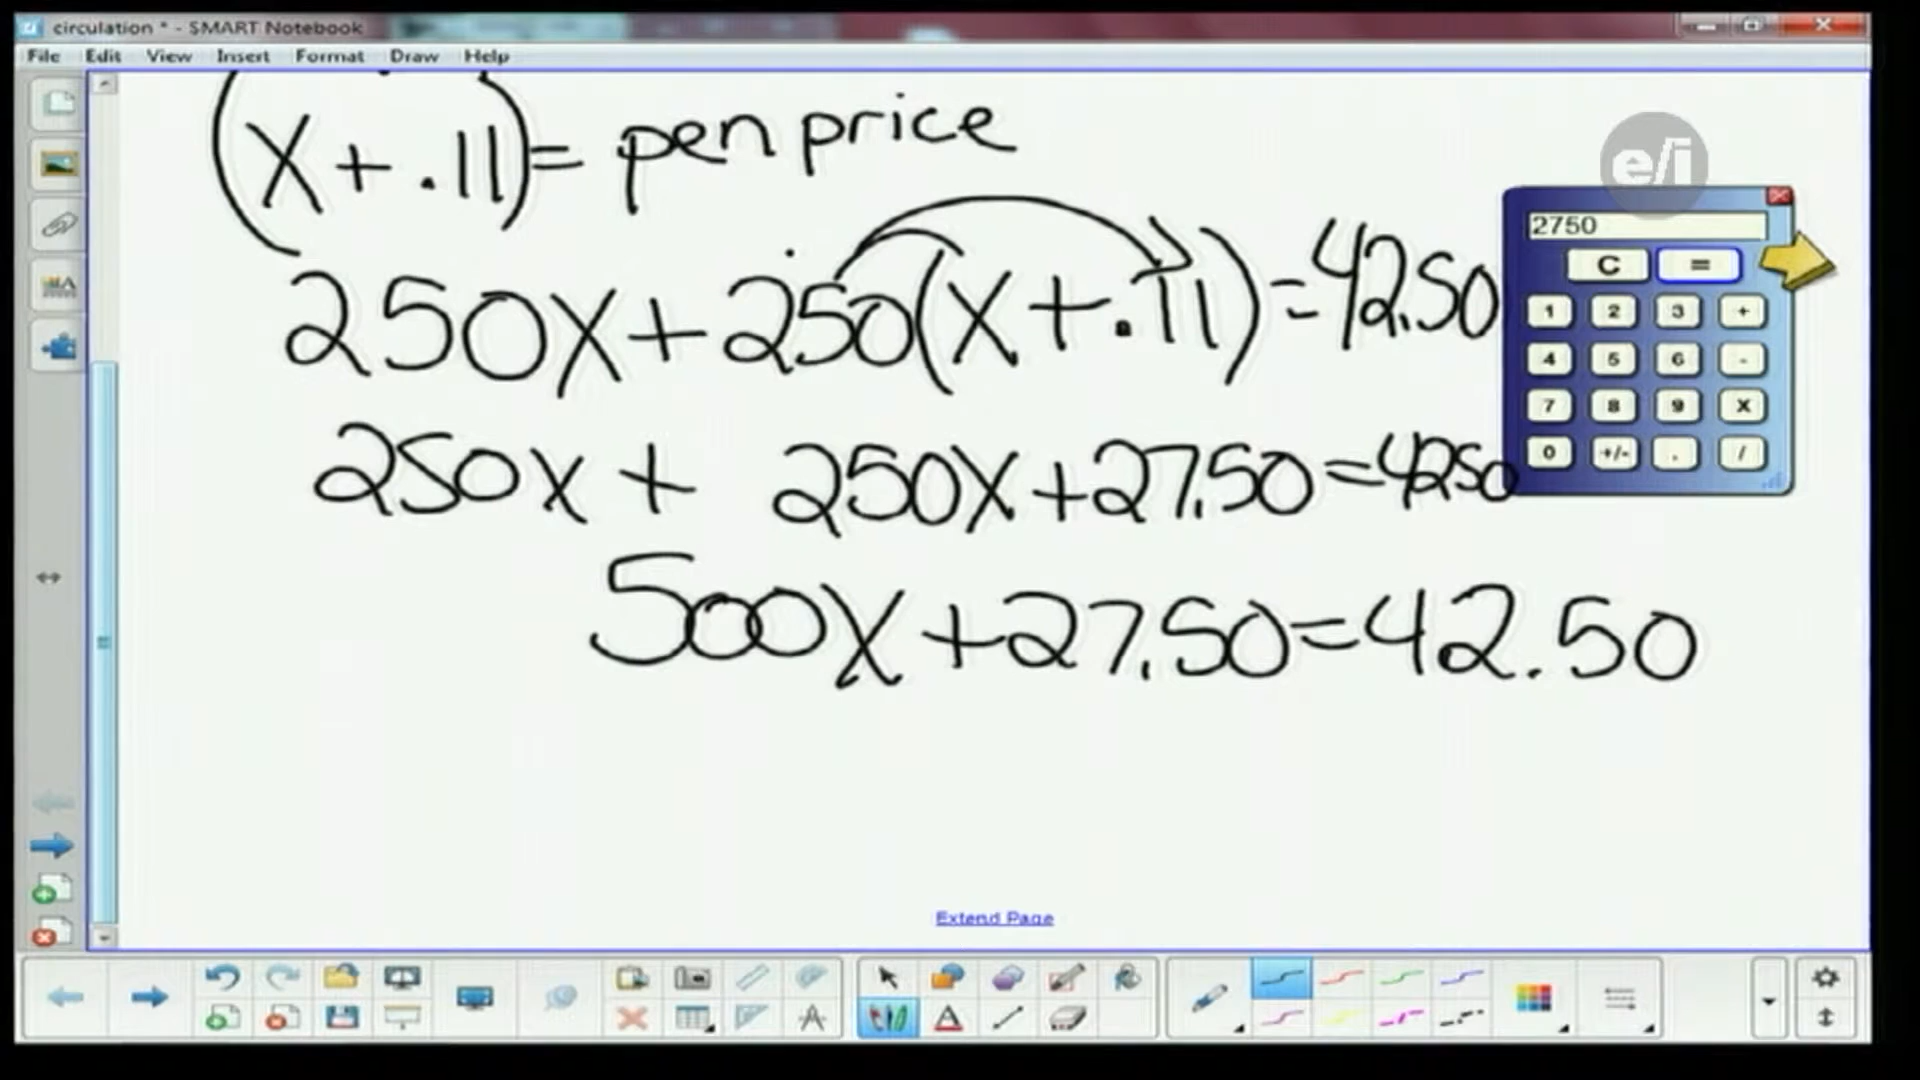 circulation * - SMART Notebook
File Edit View Insert Format Draw Help
(x + .11) = pen price
e/i
2750
C =
1 2 3 +
4 5 6 -
7 8 9 X
0 +/- . /
250x + 250(x + .11) = 42.50
250x + 250x + 27.50 = 42.50
500x + 27.50 = 42.50
Extend Page